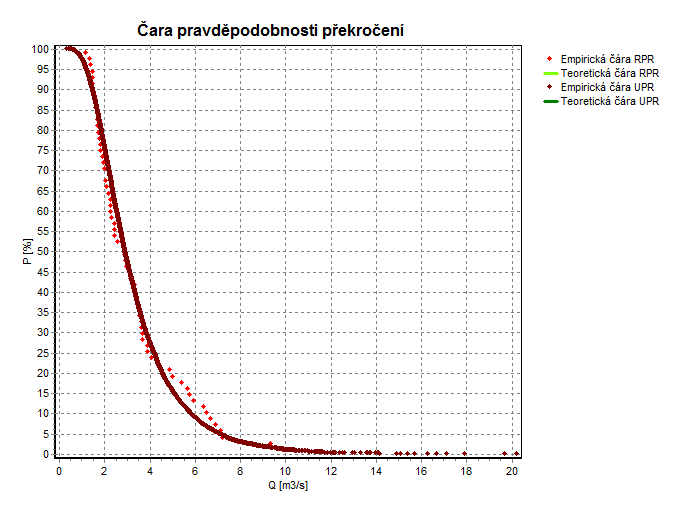 Čára pravděpodobnosti překročení
Empirická čára RPR
Teoretická čára RPR
Empirická čára UPR
Teoretická čára UPR
P [%]
100
95
90
85
80
75
70
65
60
55
50
45
40
35
30
25
20
15
10
5
0
0 2 4 6 8 10 12 14 16 18 20
Q [m3/s]